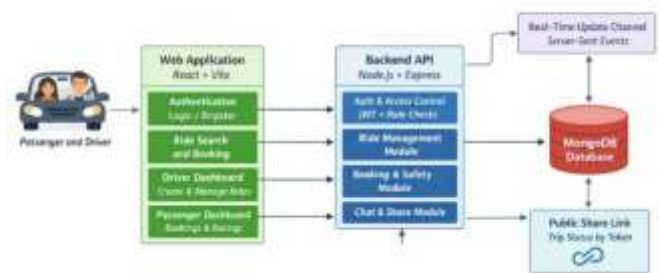 Web Application
React + Vite
Authentication
Login / Register
Ride Search
and Booking
Driver Dashboard
Create & Manage Rides
Passenger Dashboard
Bookings & Ratings
Passenger and Driver
Backend API
Node.js + Express
Auth & Access Control
JWT + Role Checks
Ride Management
Module
Booking & Safety
Module
Chat & Share Module
Real-Time Update Channel
Server-Sent Events
MongoDB
Database
Public Share Link
Trip Status by Token